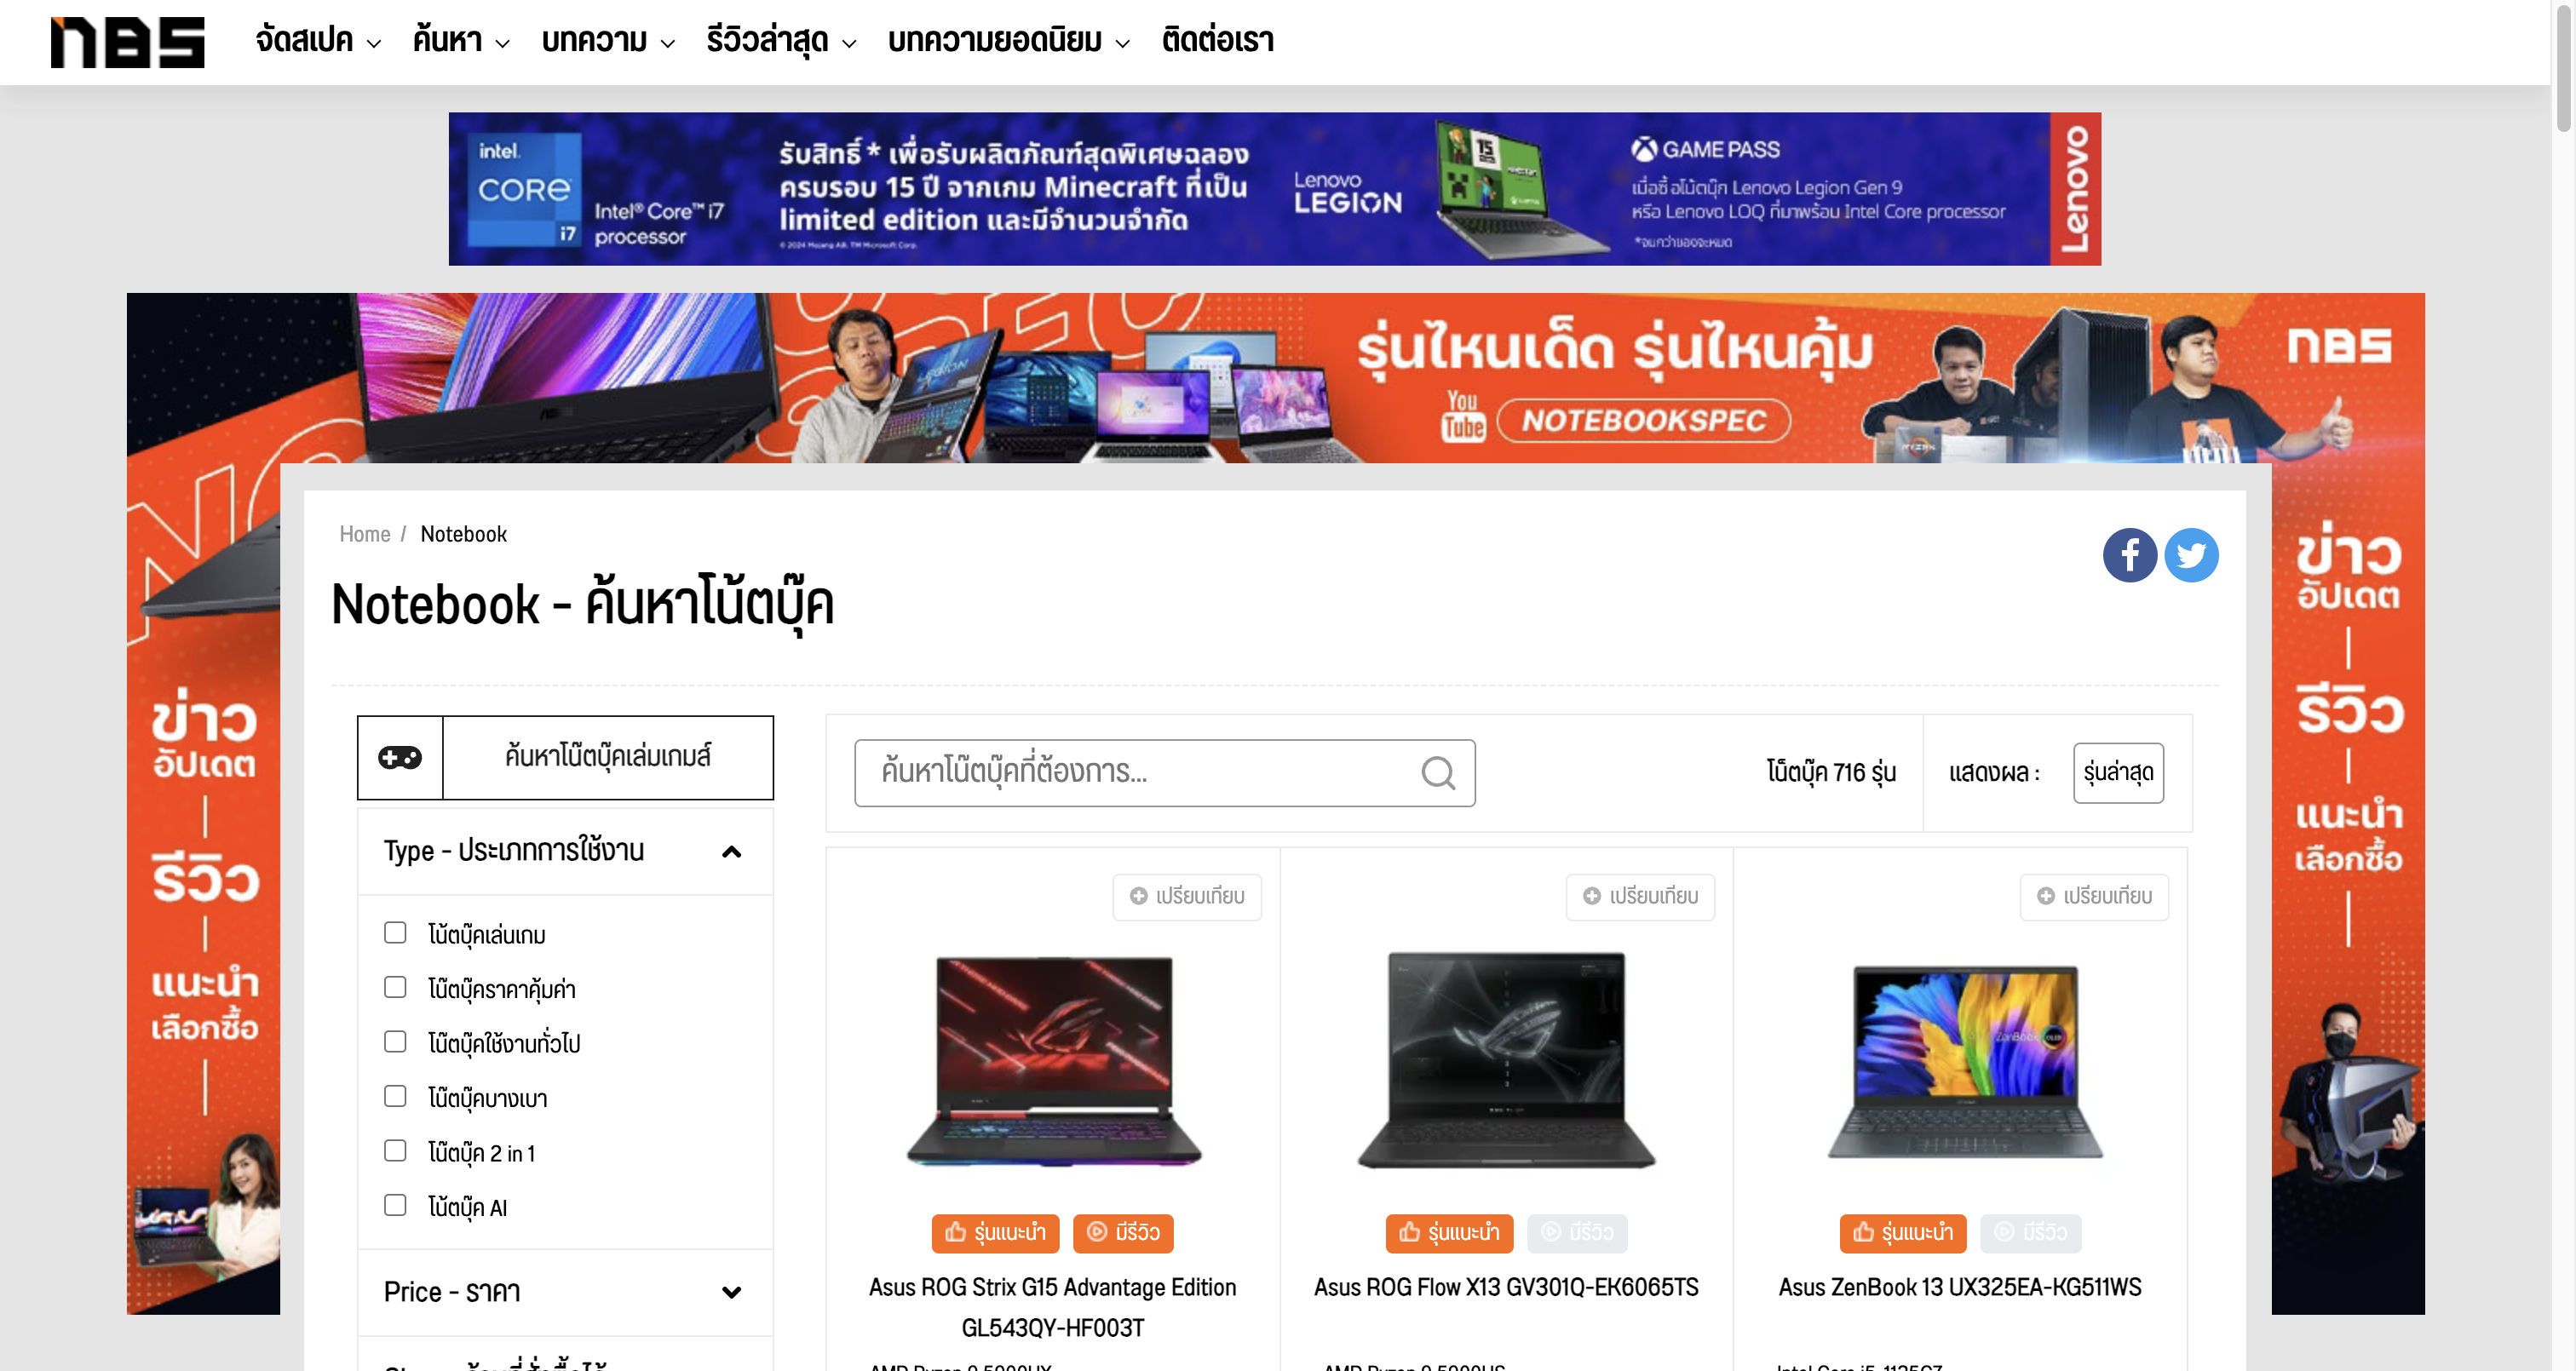 NBS
จัดสเปค
ค้นหา
บทความ
รีวิวล่าสุด
บทความยอดนิยม
ติดต่อเรา
intel.
CORE
i7
Intel® Core™ i7
processor
รับสิทธิ์ * เพื่อรับผลิตภัณฑ์สุดพิเศษฉลอง
ครบรอบ 15 ปี จากเกม Minecraft ที่เป็น
limited edition และมีจำนวนจำกัด
© 2024 Mojang AB. TM Microsoft Corp.
Lenovo
LEGION
15
GAME PASS
เมื่อซื้อโน้ตบุ๊ก Lenovo Legion Gen 9
หรือ Lenovo LOQ ที่มาพร้อม Intel Core processor
*จนกว่าของจะหมด
Lenovo
LEGION
รุ่นไหนเด็ด รุ่นไหนคุ้ม
You
Tube
NOTEBOOKSPEC
NBS
ข่าว
อัปเดต
รีวิว
แนะนำ
เลือกซื้อ
ข่าว
อัปเดต
รีวิว
แนะนำ
เลือกซื้อ
Home / Notebook
Notebook - ค้นหาโน้ตบุ๊ค
ค้นหาโน๊ตบุ๊คเล่มเกมส์
Type - ประเภทการใช้งาน
โน้ตบุ๊คเล่นเกม
โน๊ตบุ๊คราคาคุ้มค่า
โน๊ตบุ๊คใช้งานทั่วไป
โน๊ตบุ๊คบางเบา
โน๊ตบุ๊ค 2 in 1
โน้ตบุ๊ค AI
Price - ราคา
ค้นหาโน๊ตบุ๊คที่ต้องการ...
โน็ตบุ๊ค 716 รุ่น
แสดงผล :
รุ่นล่าสุด
เปรียบเทียบ
เปรียบเทียบ
เปรียบเทียบ
ZenBook
รุ่นแนะนำ
มีรีวิว
รุ่นแนะนำ
มีรีวิว
รุ่นแนะนำ
มีรีวิว
Asus ROG Strix G15 Advantage Edition
GL543QY-HF003T
Asus ROG Flow X13 GV301Q-EK6065TS
Asus ZenBook 13 UX325EA-KG511WS